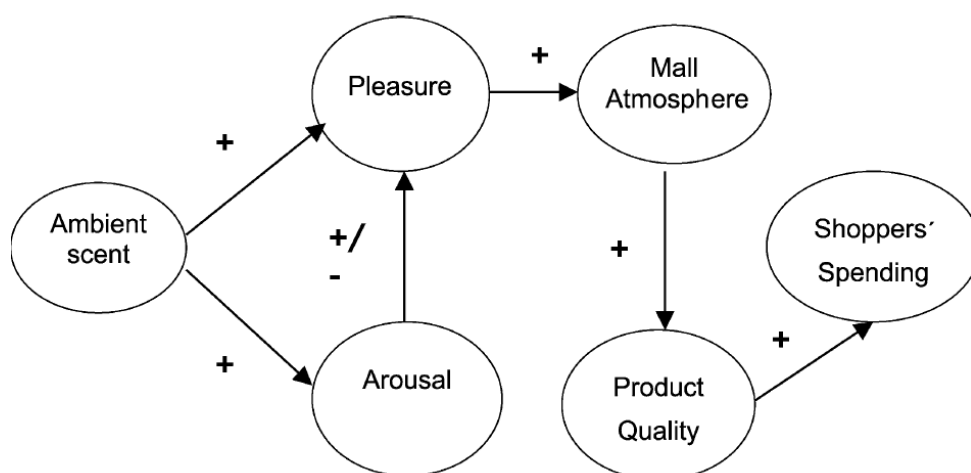 Pleasure
+
Mall
Atmosphere
+
Ambient
scent
+/
-
+
Shoppers´
Spending
+
Arousal
+
Product
Quality